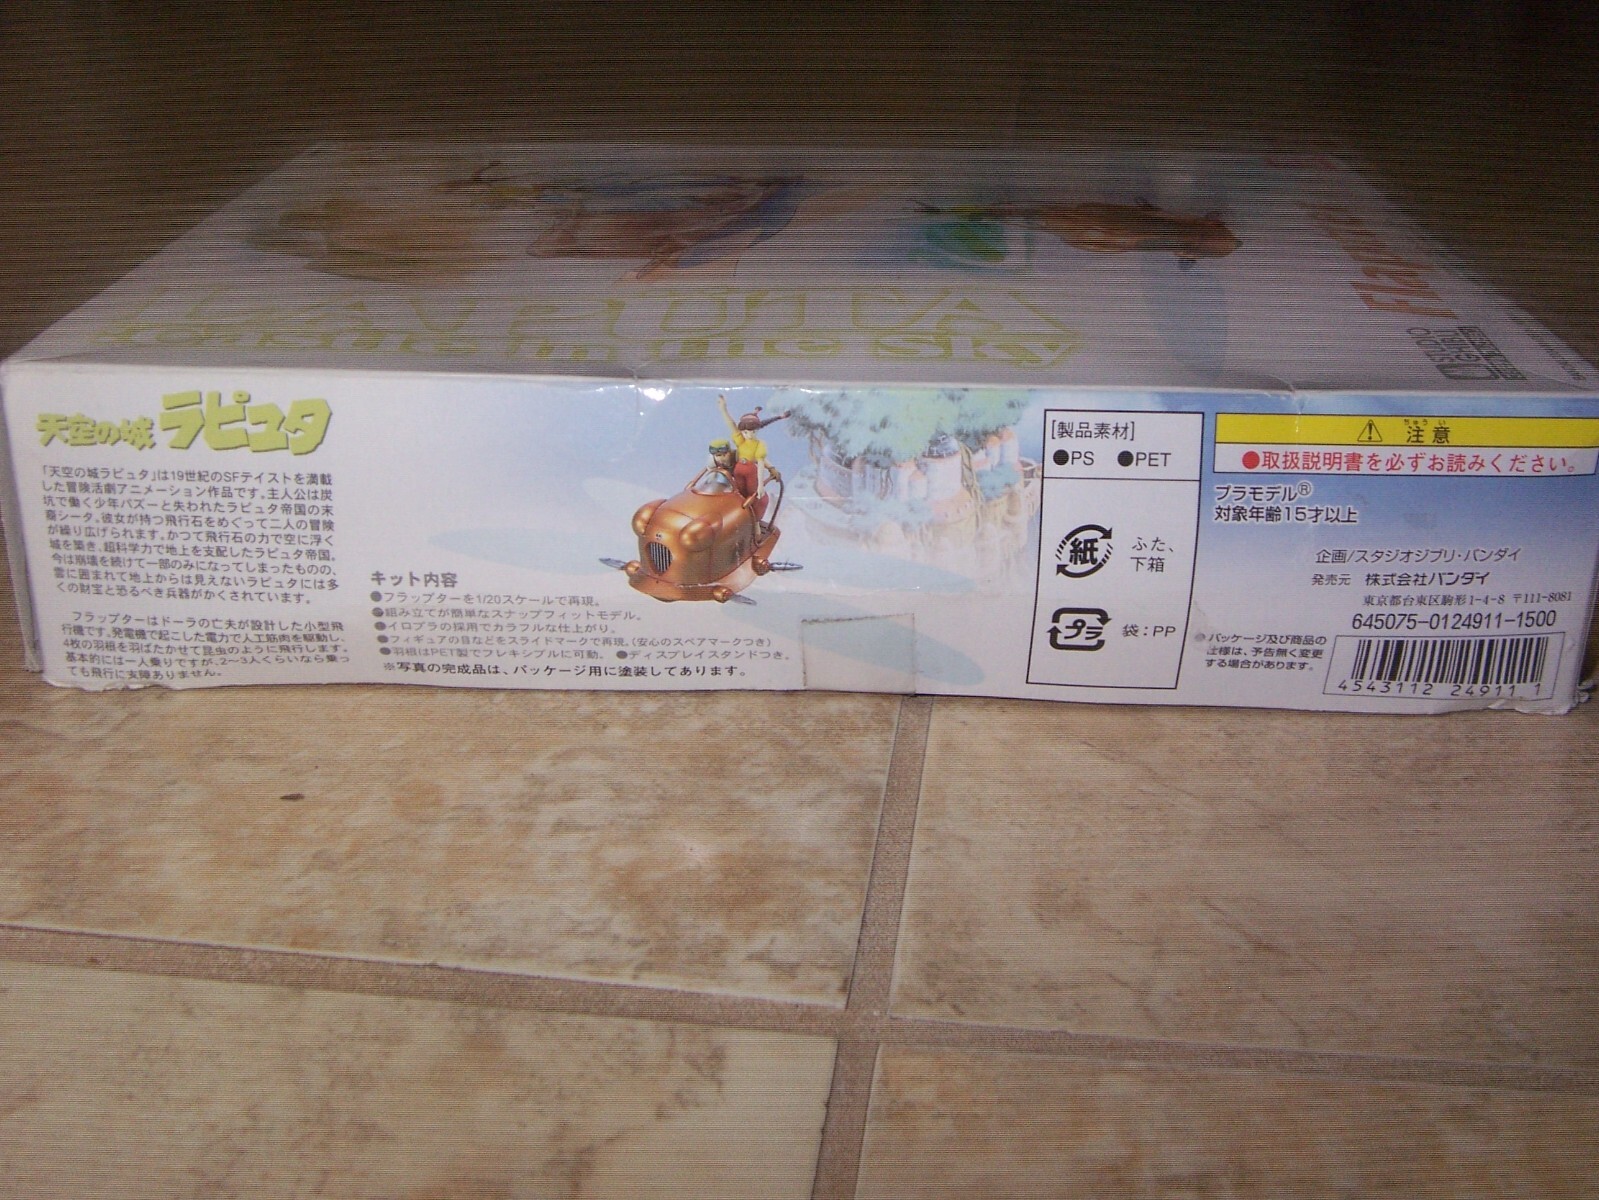 天空の城ラピュタ
「天空の城ラピュタ」は19世紀のSFテイストを満載
した冒険活劇アニメーション作品です。主人公は炭
坑で働く少年パズーと失われたラピュタ帝国の末
裔シータ。彼女が持つ飛行石をめぐって二人の冒険
が繰り広げられます。かつて飛行石の力で空に浮く
城を築き、超科学力で地上を支配したラピュタ帝国。
今は崩壊を続けて一部のみになってしまったものの、
雲に囲まれて地上からは見えないラピュタには多
くの財宝と恐るべき兵器がかくされています。
フラップターはドーラの亡夫が設計した小型飛
行機です。発電機で起こした電力で人工筋肉を駆動し、
4枚の羽根を羽ばたかせて昆虫のように飛行します。
基本的には一人乗りですが、2〜3人くらいなら乗っ
ても飛行に支障ありません。
キット内容
●フラップターを1/20スケールで再現。
●組み立てが簡単なスナップフィットモデル。
●イロプラの採用でカラフルな仕上がり。
●フィギュアの目などをスライドマークで再現。(安心のスペアマークつき)
●羽根はPET製でフレキシブルに可動。 ●ディスプレイスタンドつき。
※写真の完成品は、パッケージ用に塗装してあります。
[製品素材]
●PS ●PET
紙 ふた、
下箱
プラ 袋:PP
ちゅうい
注意
●取扱説明書を必ずお読みください。
プラモデル®
対象年齢15才以上
企画/スタジオジブリ・バンダイ
発売元 株式会社バンダイ
東京都台東区駒形1-4-8 〒111-8081
645075-0124911-1500
●パッケージ及び商品の
仕様は、予告無く変更
する場合があります。
4543112 249111